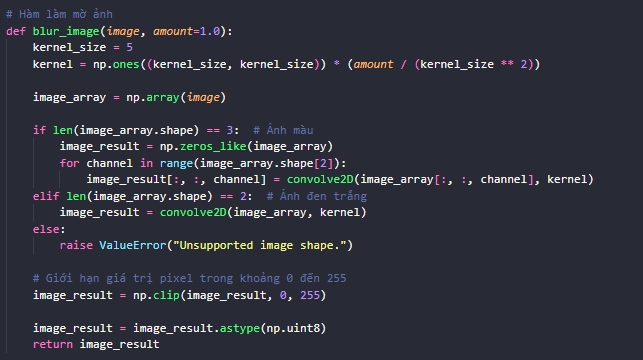 # Hàm làm mờ ảnh
def blur_image(image, amount=1.0):
    kernel_size = 5
    kernel = np.ones((kernel_size, kernel_size)) * (amount / (kernel_size ** 2))

    image_array = np.array(image)

    if len(image_array.shape) == 3:  # Ảnh màu
        image_result = np.zeros_like(image_array)
        for channel in range(image_array.shape[2]):
            image_result[:, :, channel] = convolve2D(image_array[:, :, channel], kernel)
    elif len(image_array.shape) == 2:  # Ảnh đen trắng
        image_result = convolve2D(image_array, kernel)
    else:
        raise ValueError("Unsupported image shape.")

    # Giới hạn giá trị pixel trong khoảng 0 đến 255
    image_result = np.clip(image_result, 0, 255)

    image_result = image_result.astype(np.uint8)
    return image_result